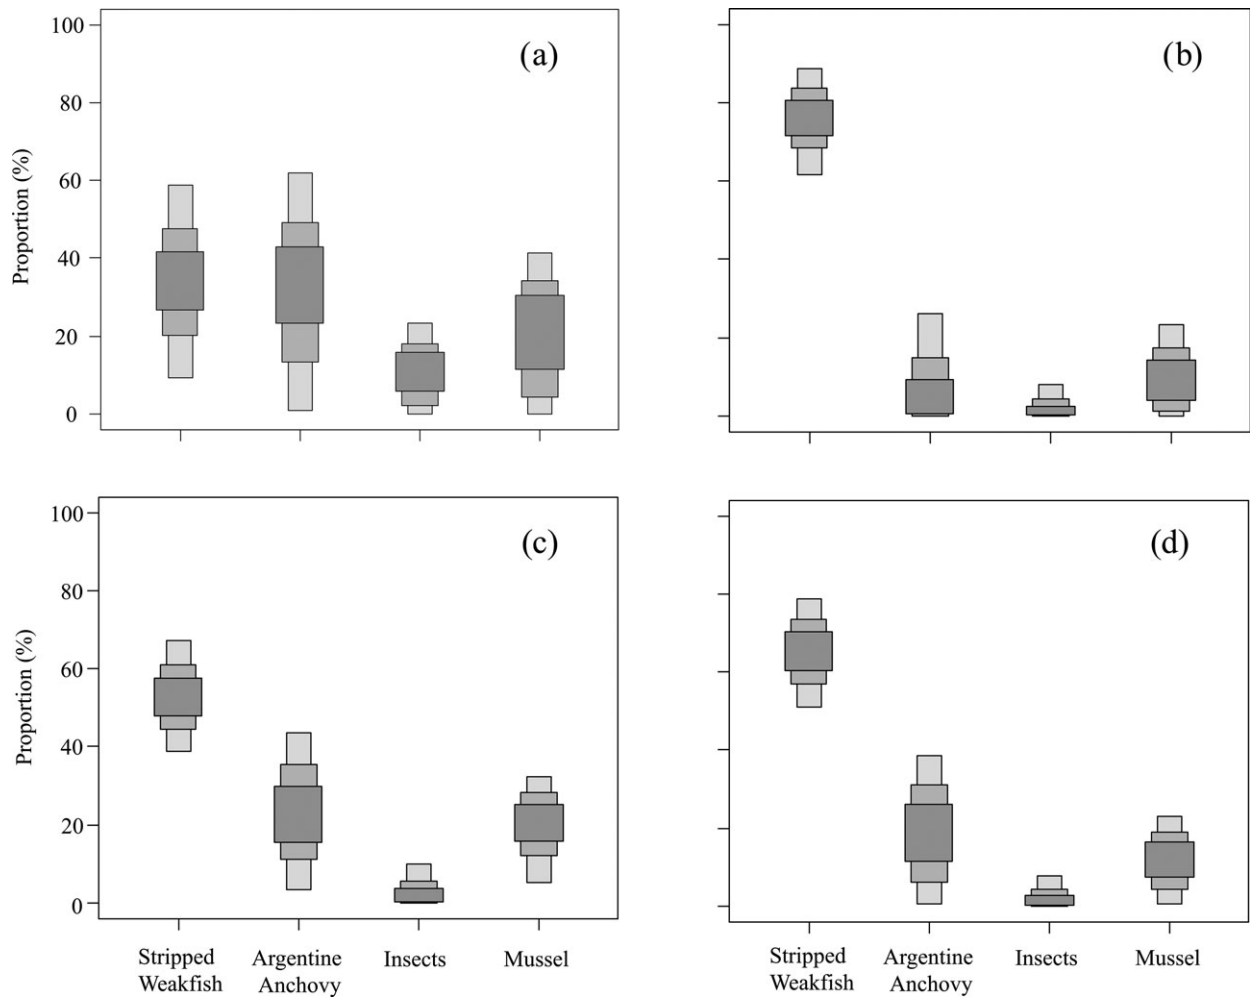 100
(a)
(b)
80
60
Proportion (%)
40
20
0
100
(c)
(d)
80
60
Proportion (%)
40
20
0
Stripped Weakfish
Argentine Anchovy
Insects
Mussel
Stripped Weakfish
Argentine Anchovy
Insects
Mussel